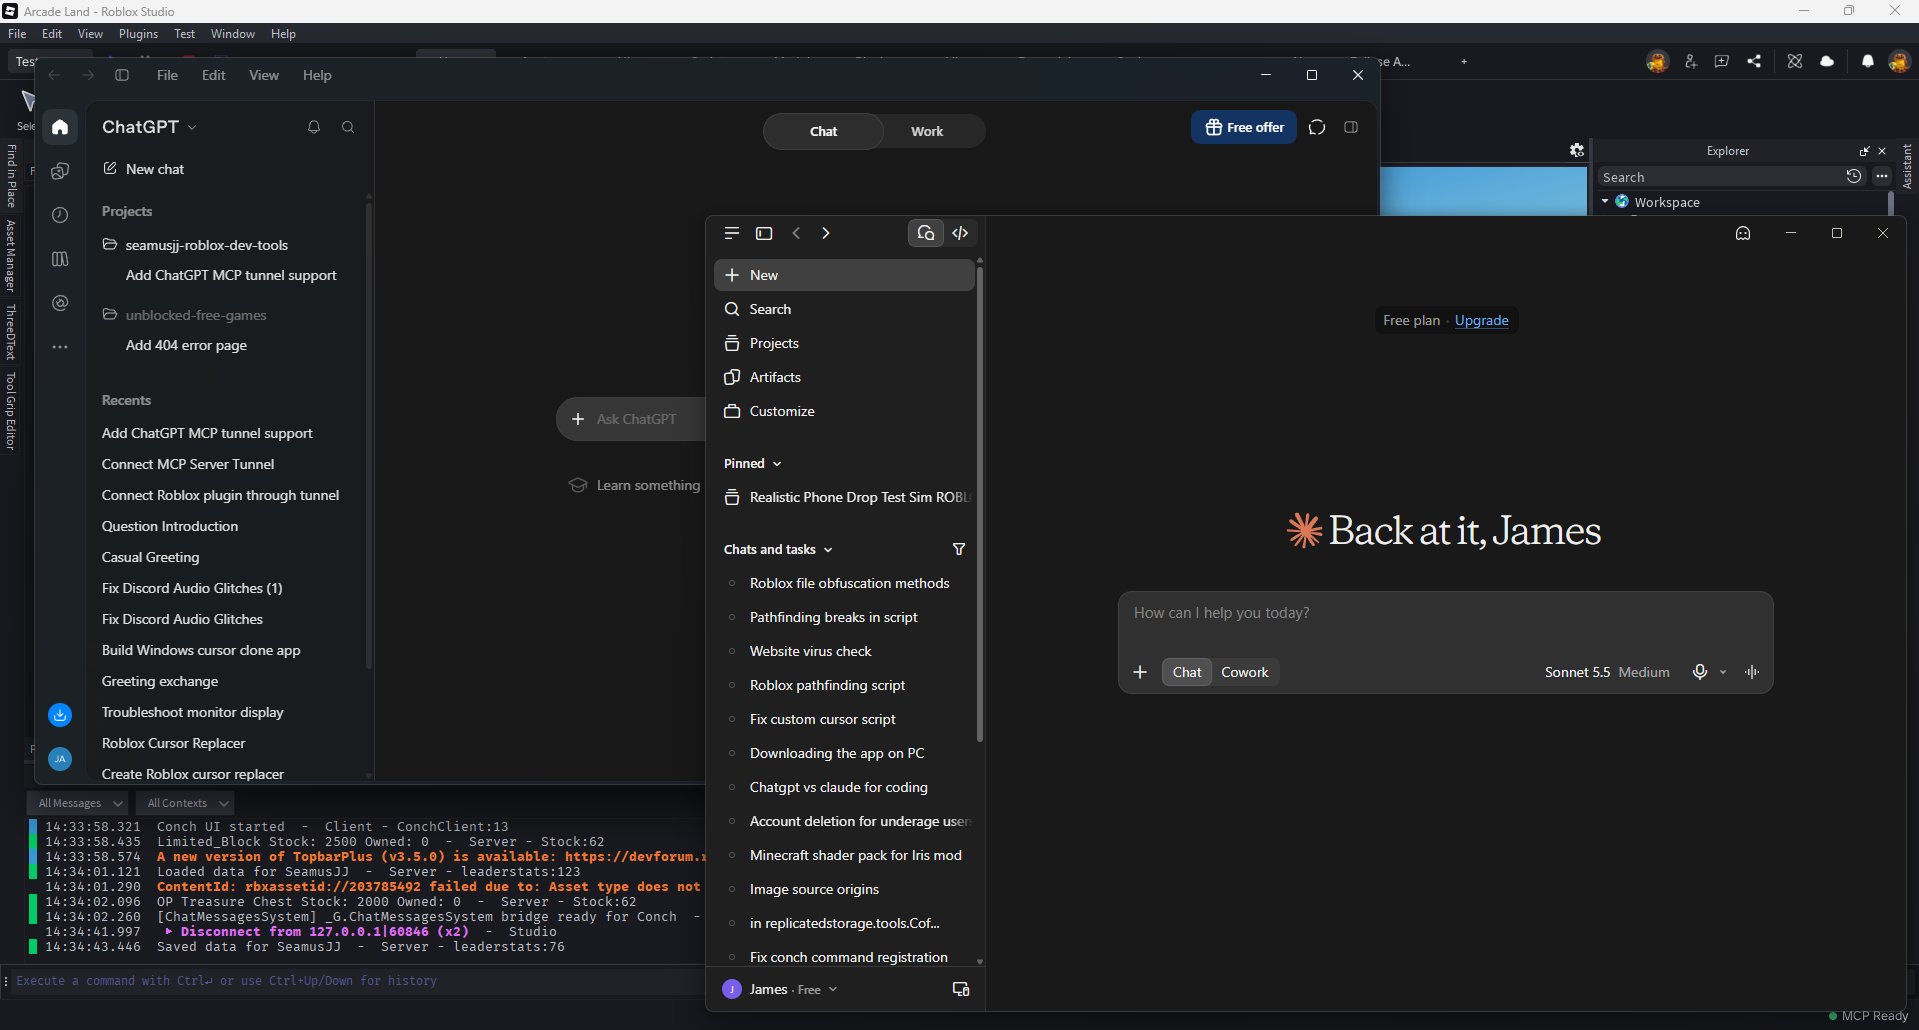 Arcade Land - Roblox Studio
File Edit View Plugins Test Window Help
Test
File Edit View Help
se A...
Sele
ChatGPT
Chat Work
Free offer
New chat
Projects
seamusjj-roblox-dev-tools
Add ChatGPT MCP tunnel support
unblocked-free-games
Add 404 error page
Recents
Add ChatGPT MCP tunnel support
Connect MCP Server Tunnel
Connect Roblox plugin through tunnel
Question Introduction
Casual Greeting
Fix Discord Audio Glitches (1)
Fix Discord Audio Glitches
Build Windows cursor clone app
Greeting exchange
Troubleshoot monitor display
Roblox Cursor Replacer
Create Roblox cursor replacer
JA
Ask ChatGPT
Learn something
Find in Place
Asset Manager
ThreeDText
Tool Grip Editor
Explorer
Search
Workspace
Assistant
New
Search
Projects
Artifacts
Customize
Pinned
Realistic Phone Drop Test Sim ROBL
Chats and tasks
Roblox file obfuscation methods
Pathfinding breaks in script
Website virus check
Roblox pathfinding script
Fix custom cursor script
Downloading the app on PC
Chatgpt vs claude for coding
Account deletion for underage user
Minecraft shader pack for Iris mod
Image source origins
in replicatedstorage.tools.Cof...
Fix conch command registration
J James · Free
Free plan · Upgrade
Back at it, James
How can I help you today?
Chat Cowork
Sonnet 5.5 Medium
All Messages All Contexts
14:33:58.321 Conch UI started - Client - ConchClient:13
14:33:58.435 Limited_Block Stock: 2500 Owned: 0 - Server - Stock:62
14:33:58.574 A new version of TopbarPlus (v3.5.0) is available: https://devforum.r
14:34:01.121 Loaded data for SeamusJJ - Server - leaderstats:123
14:34:01.290 ContentId: rbxassetid://203785492 failed due to: Asset type does not
14:34:02.096 OP Treasure Chest Stock: 2000 Owned: 0 - Server - Stock:62
14:34:02.260 [ChatMessagesSystem] _G.ChatMessagesSystem bridge ready for Conch -
14:34:41.997 Disconnect from 127.0.0.1|60846 (x2) - Studio
14:34:43.446 Saved data for SeamusJJ - Server - leaderstats:76
Execute a command with Ctrl↵ or use Ctrl+Up/Down for history
MCP Ready